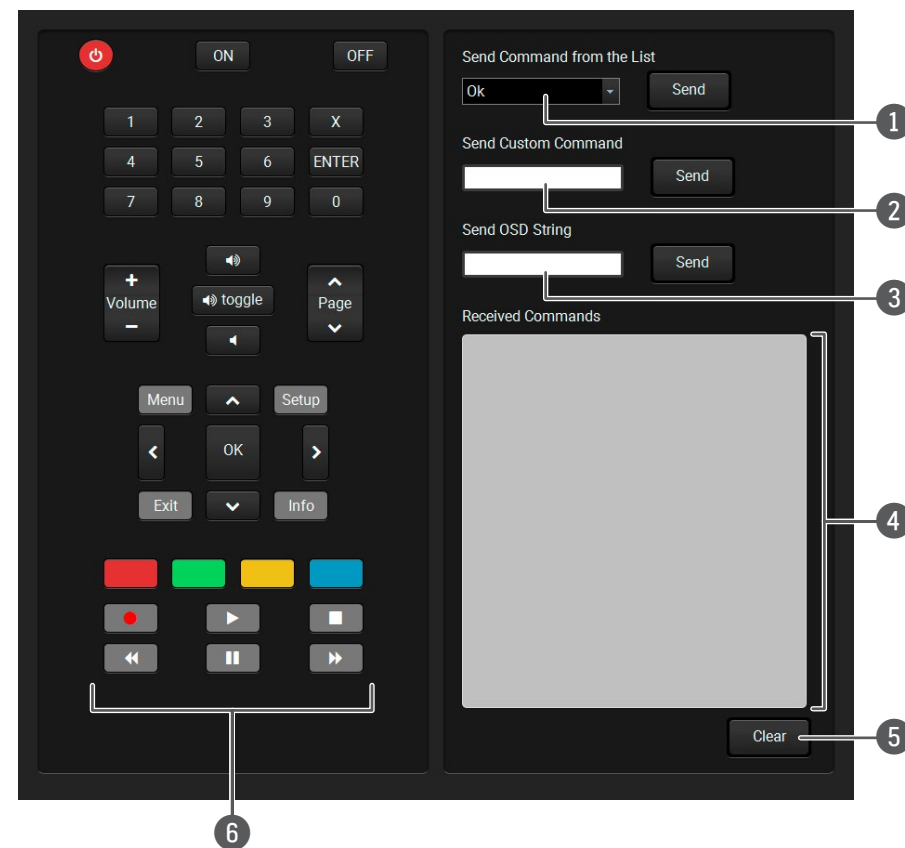 ON OFF
1 2 3 X
4 5 6 ENTER
7 8 9 0
Volume
toggle
Page
Menu Setup
OK
Exit Info
6
Send Command from the List
Ok Send
1
Send Custom Command
Send
2
Send OSD String
Send
3
Received Commands
4
Clear
5